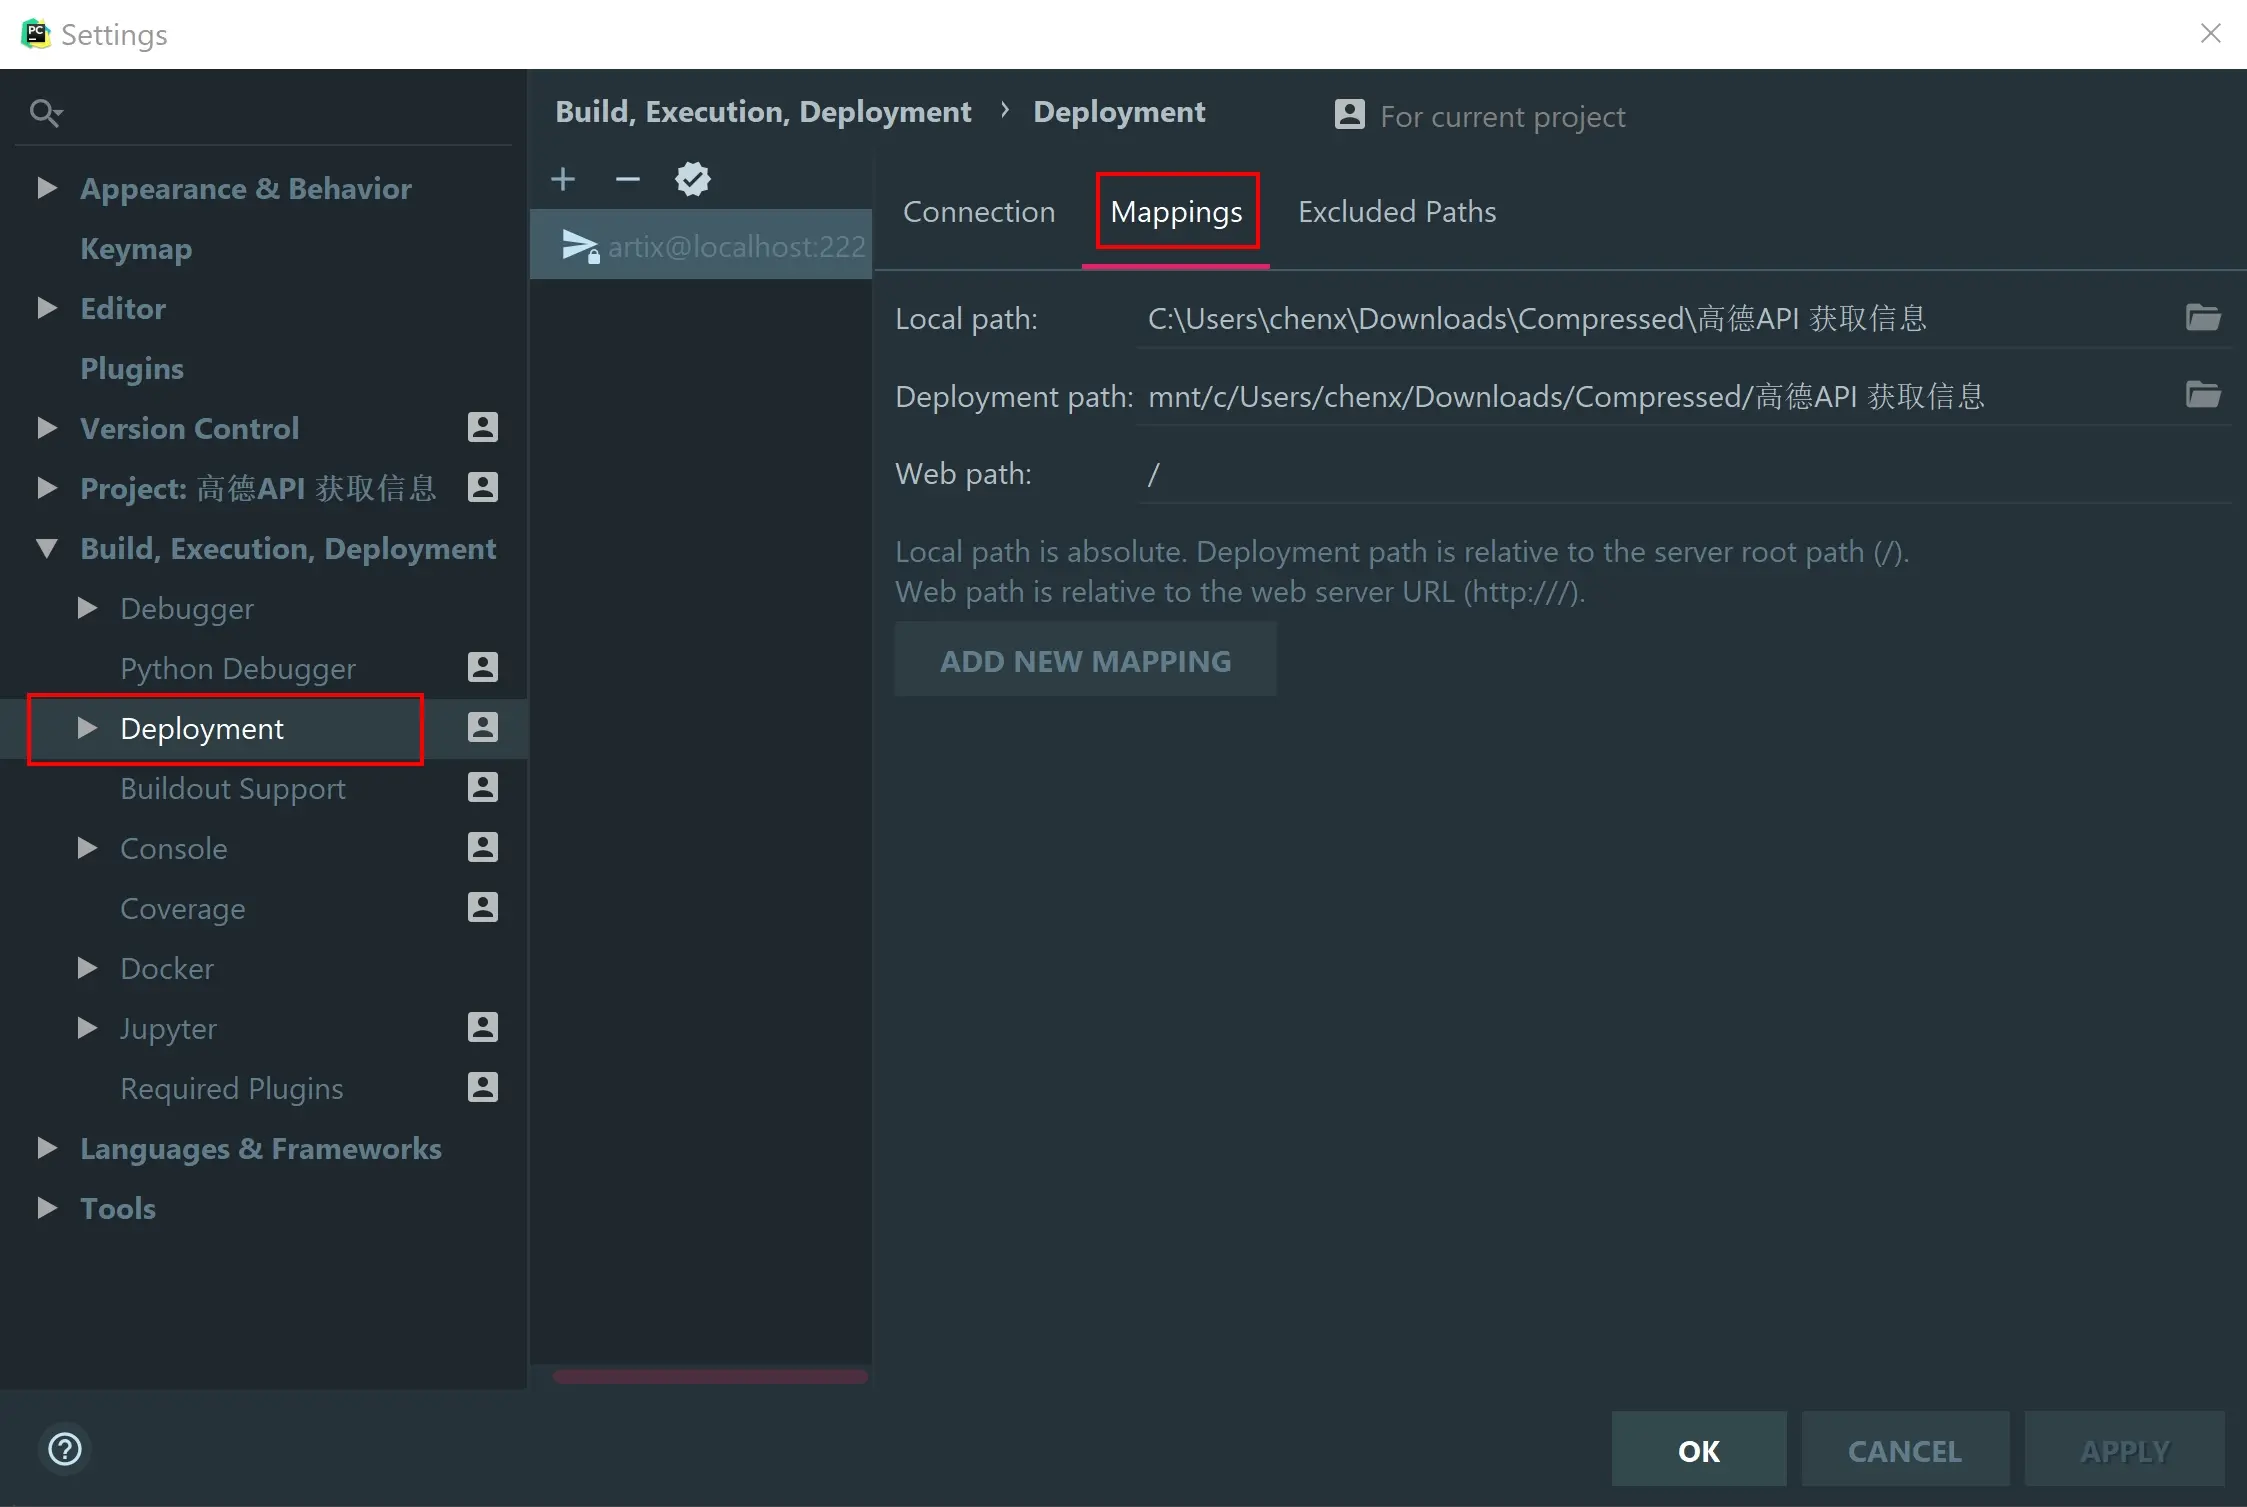 Settings
Appearance & Behavior
Keymap
Editor
Plugins
Version Control
Project: 高德API 获取信息
Build, Execution, Deployment
Debugger
Python Debugger
Deployment
Buildout Support
Console
Coverage
Docker
Jupyter
Required Plugins
Languages & Frameworks
Tools
Build, Execution, Deployment › Deployment
For current project
artix@localhost:222
Connection
Mappings
Excluded Paths
Local path: C:\Users\chenx\Downloads\Compressed\高德API 获取信息
Deployment path: mnt/c/Users/chenx/Downloads/Compressed/高德API 获取信息
Web path: /
Local path is absolute. Deployment path is relative to the server root path (/).
Web path is relative to the web server URL (http:///).
ADD NEW MAPPING
OK
CANCEL
APPLY